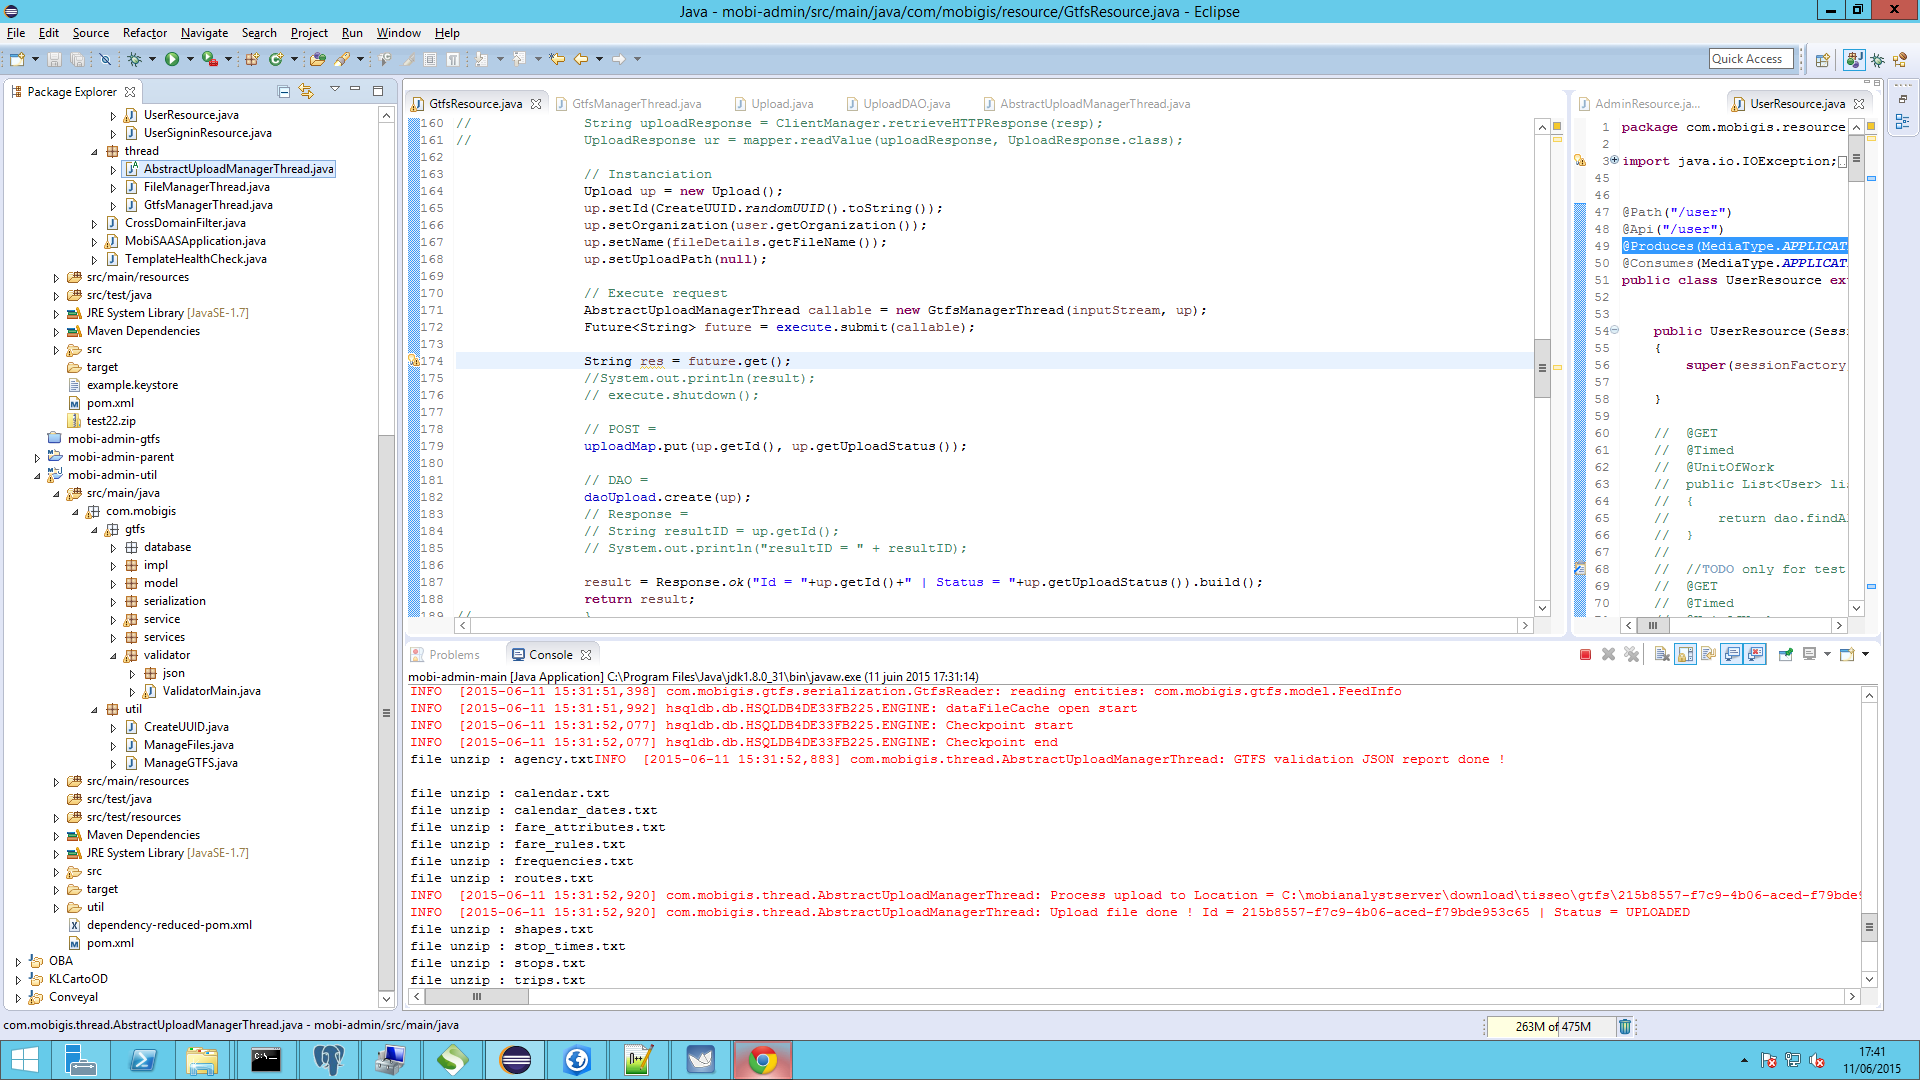 Java - mobi-admin/src/main/java/com/mobigis/resource/GtfsResource.java - Eclipse
File Edit Source Refactor Navigate Search Project Run Window Help
Quick Access
Package Explorer
UserResource.java
UserSigninResource.java
thread
AbstractUploadManagerThread.java
FileManagerThread.java
GtfsManagerThread.java
CrossDomainFilter.java
MobiSAASApplication.java
TemplateHealthCheck.java
src/main/resources
src/test/java
JRE System Library [JavaSE-1.7]
Maven Dependencies
src
target
example.keystore
pom.xml
test22.zip
mobi-admin-gtfs
mobi-admin-parent
mobi-admin-util
src/main/java
com.mobigis
gtfs
database
impl
model
serialization
service
services
validator
json
ValidatorMain.java
util
CreateUUID.java
ManageFiles.java
ManageGTFS.java
src/main/resources
src/test/java
src/test/resources
Maven Dependencies
JRE System Library [JavaSE-1.7]
src
target
util
dependency-reduced-pom.xml
pom.xml
OBA
KLCartoOD
Conveyal
GtfsResource.java GtfsManagerThread.java Upload.java UploadDAO.java AbstractUploadManagerThread.java
160 // String uploadResponse = ClientManager.retrieveHTTPResponse(resp);
161 // UploadResponse ur = mapper.readValue(uploadResponse, UploadResponse.class);
162
163 // Instanciation
164 Upload up = new Upload();
165 up.setId(CreateUUID.randomUUID().toString());
166 up.setOrganization(user.getOrganization());
167 up.setName(fileDetails.getFileName());
168 up.setUploadPath(null);
169
170 // Execute request
171 AbstractUploadManagerThread callable = new GtfsManagerThread(inputStream, up);
172 Future<String> future = execute.submit(callable);
173
174 String res = future.get();
175 //System.out.println(result);
176 // execute.shutdown();
177
178 // POST =
179 uploadMap.put(up.getId(), up.getUploadStatus());
180
181 // DAO =
182 daoUpload.create(up);
183 // Response =
184 // String resultID = up.getId();
185 // System.out.println("resultID = " + resultID);
186
187 result = Response.ok("Id = "+up.getId()+" | Status = "+up.getUploadStatus()).build();
188 return result;
189 // }
AdminResource.ja... UserResource.java
1 package com.mobigis.resource
2
3 import java.io.IOException;
45
46
47 @Path("/user")
48 @Api("/user")
49 @Produces(MediaType.APPLICAT
50 @Consumes(MediaType.APPLICAT
51 public class UserResource ex
52
53
54 public UserResource(Sess
55 {
56 super(sessionFactory
57
58 }
59
60 // @GET
61 // @Timed
62 // @UnitOfWork
63 // public List<User> li
64 // {
65 // return dao.findA
66 // }
67 //
68 // //TODO only for test
69 // @GET
70 // @Timed
Problems Console
mobi-admin-main [Java Application] C:\Program Files\Java\jdk1.8.0_31\bin\javaw.exe (11 juin 2015 17:31:14)
INFO [2015-06-11 15:31:51,398] com.mobigis.gtfs.serialization.GtfsReader: reading entities: com.mobigis.gtfs.model.FeedInfo
INFO [2015-06-11 15:31:51,992] hsqldb.db.HSQLDB4DE33FB225.ENGINE: dataFileCache open start
INFO [2015-06-11 15:31:52,077] hsqldb.db.HSQLDB4DE33FB225.ENGINE: Checkpoint start
INFO [2015-06-11 15:31:52,077] hsqldb.db.HSQLDB4DE33FB225.ENGINE: Checkpoint end
file unzip : agency.txtINFO [2015-06-11 15:31:52,883] com.mobigis.thread.AbstractUploadManagerThread: GTFS validation JSON report done !
file unzip : calendar.txt
file unzip : calendar_dates.txt
file unzip : fare_attributes.txt
file unzip : fare_rules.txt
file unzip : frequencies.txt
file unzip : routes.txt
INFO [2015-06-11 15:31:52,920] com.mobigis.thread.AbstractUploadManagerThread: Process upload to Location = C:\mobianalystserver\download\tisseo\gtfs\215b8557-f7c9-4b06-aced-f79bde9
INFO [2015-06-11 15:31:52,920] com.mobigis.thread.AbstractUploadManagerThread: Upload file done ! Id = 215b8557-f7c9-4b06-aced-f79bde953c65 | Status = UPLOADED
file unzip : shapes.txt
file unzip : stop_times.txt
file unzip : stops.txt
file unzip : trips.txt
com.mobigis.thread.AbstractUploadManagerThread.java - mobi-admin/src/main/java
263M of 475M
17:41
11/06/2015